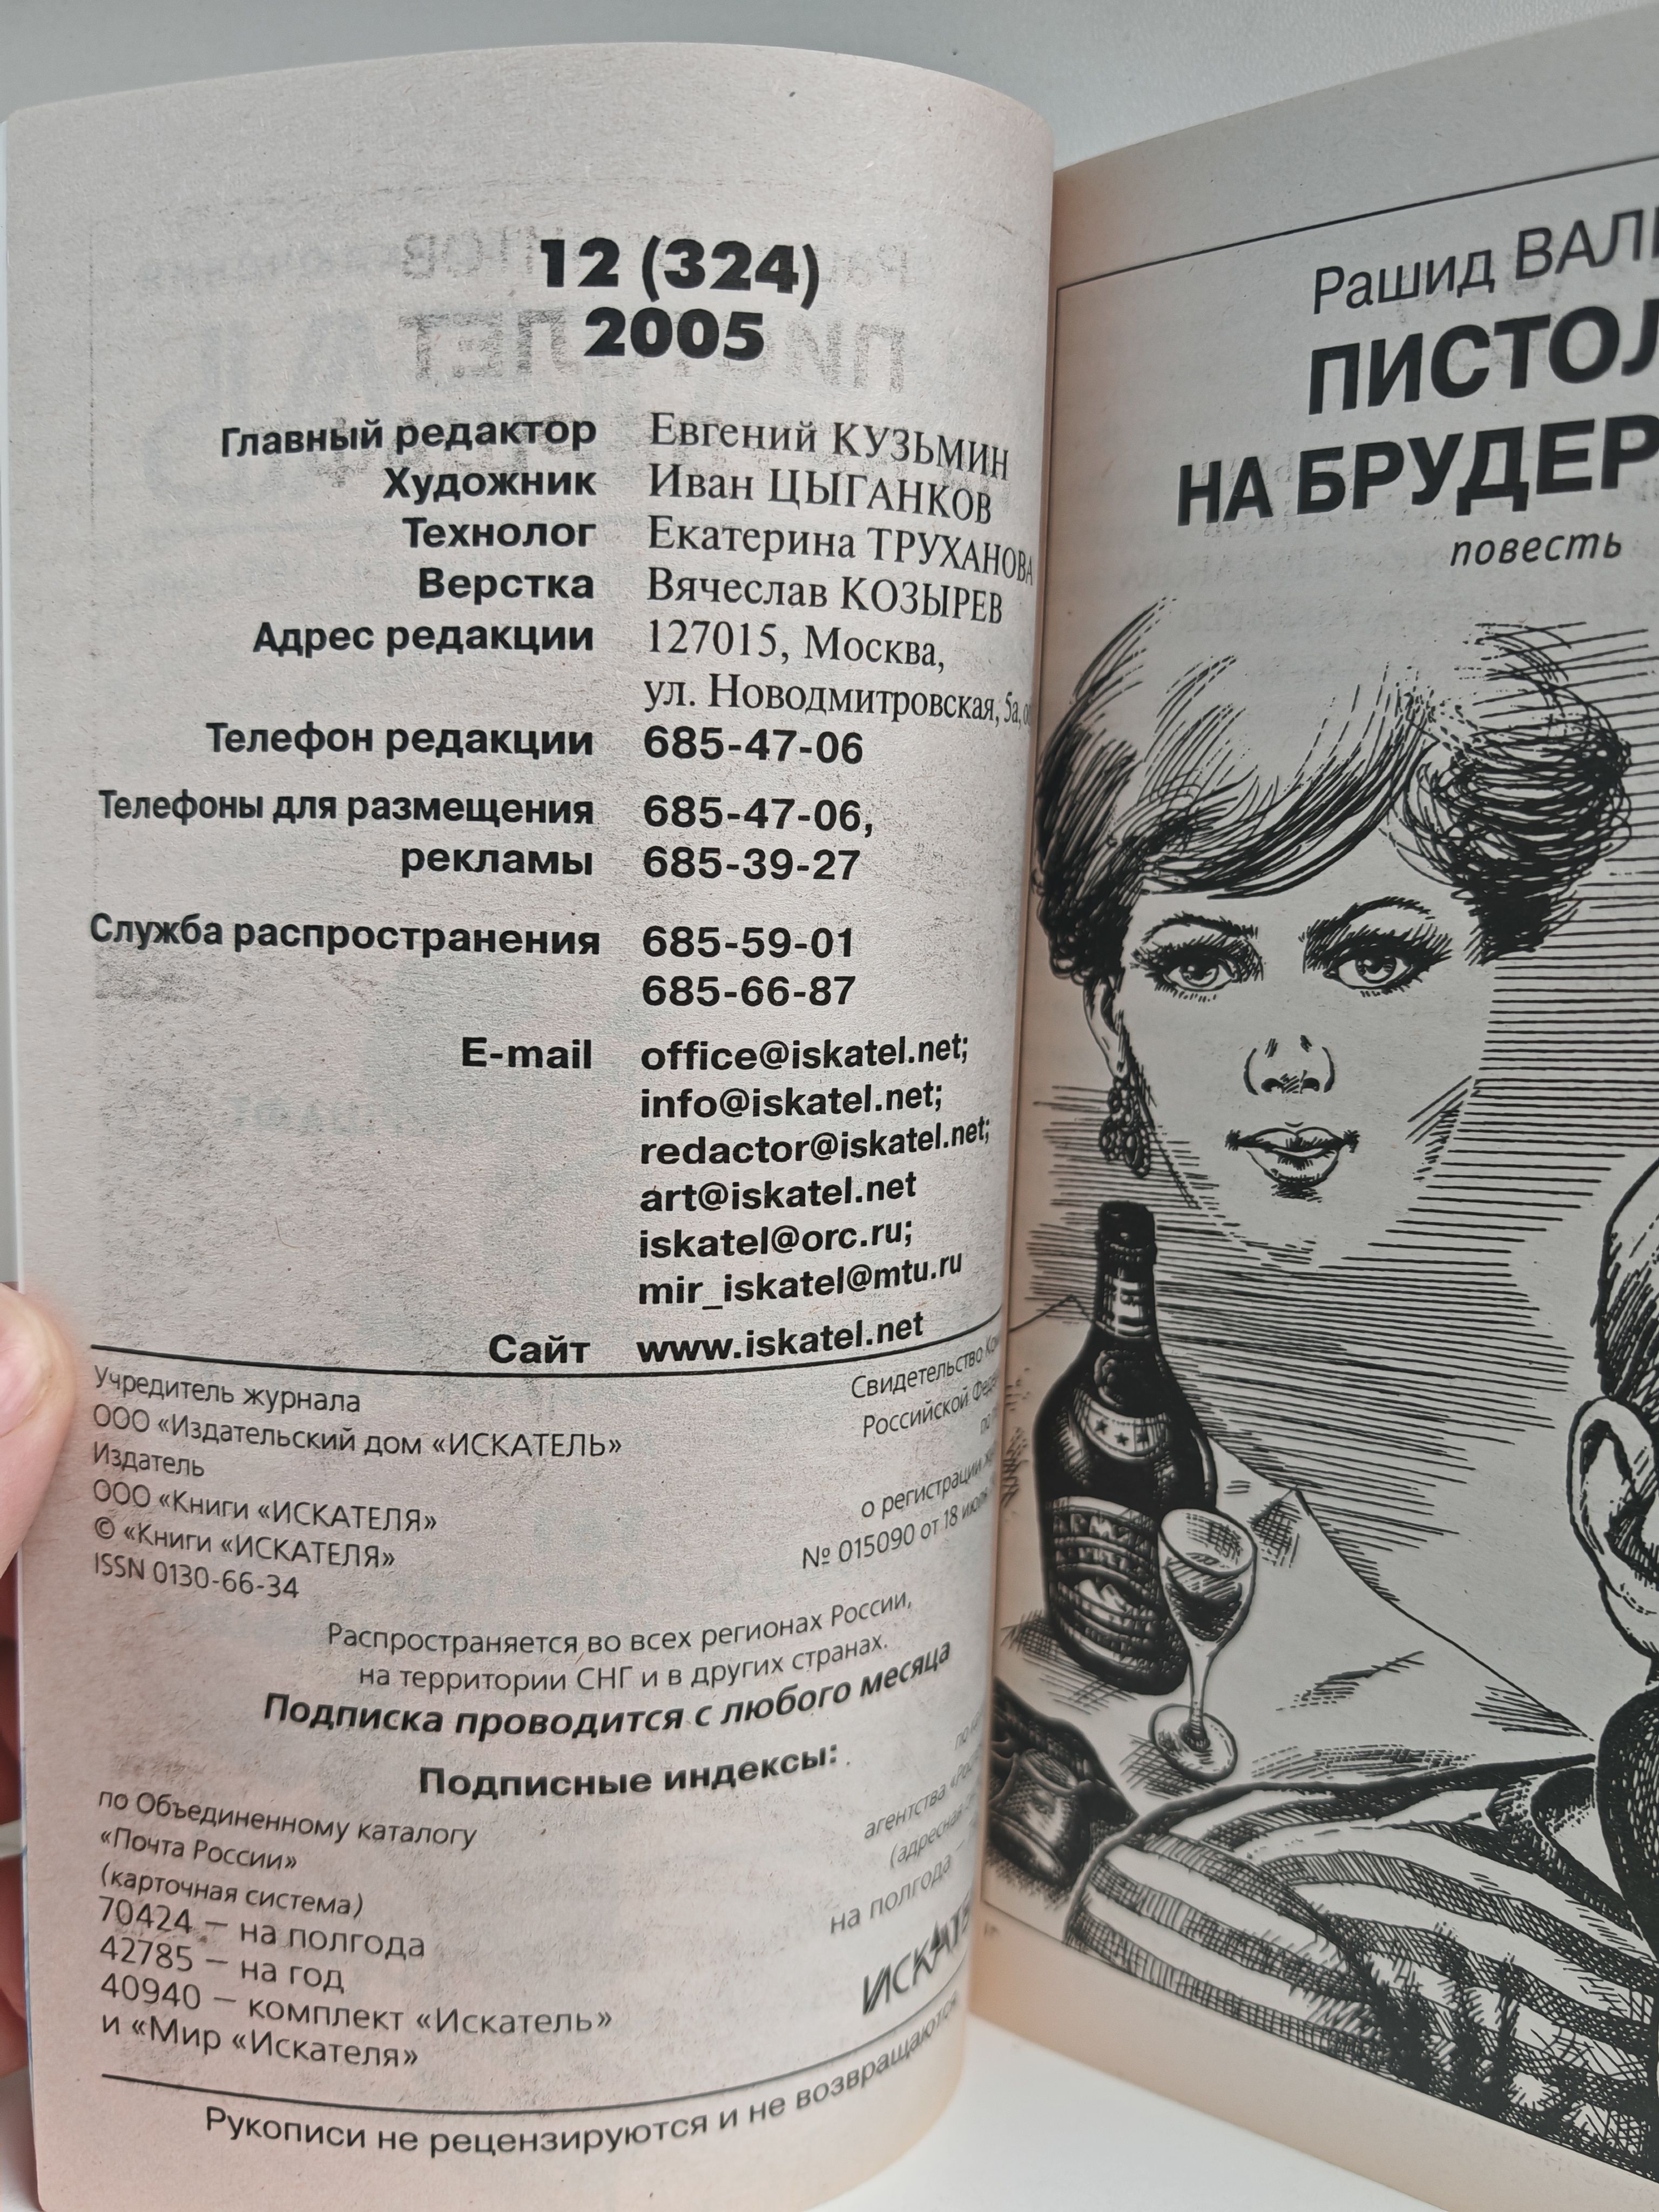 12 (324)
2005
Главный редактор Евгений КУЗЬМИН
Художник Иван ЦЫГАНКОВ
Технолог Екатерина ТРУХАНОВА
Верстка Вячеслав КОЗЫРЕВ
Адрес редакции 127015, Москва,
ул. Новодмитровская, 5а,
Телефон редакции 685-47-06
Телефоны для размещения 685-47-06,
рекламы 685-39-27
Служба распространения 685-59-01
685-66-87
E-mail office@iskatel.net;
info@iskatel.net;
redactor@iskatel.net;
art@iskatel.net
iskatel@orc.ru;
mir_iskatel@mtu.ru
Сайт www.iskatel.net
Учредитель журнала
ООО «Издательский дом «ИСКАТЕЛЬ»
Издатель
ООО «Книги «ИСКАТЕЛЯ»
© «Книги «ИСКАТЕЛЯ»
ISSN 0130-66-34
Свидетельство
Российской
о регистрации
№ 015090 от 18 июля
Распространяется во всех регионах России,
на территории СНГ и в других странах.
Подписка проводится с любого месяца
Подписные индексы:
по Объединенному каталогу
«Почта России»
(карточная система)
70424 — на полгода
42785 — на год
40940 — комплект «Искатель»
и «Мир «Искателя»
агентства
(адресная
на полгода —
Рукописи не рецензируются и не возвращаются
Рашид ВАЛ
ПИСТОЛ
НА БРУДЕР
повесть